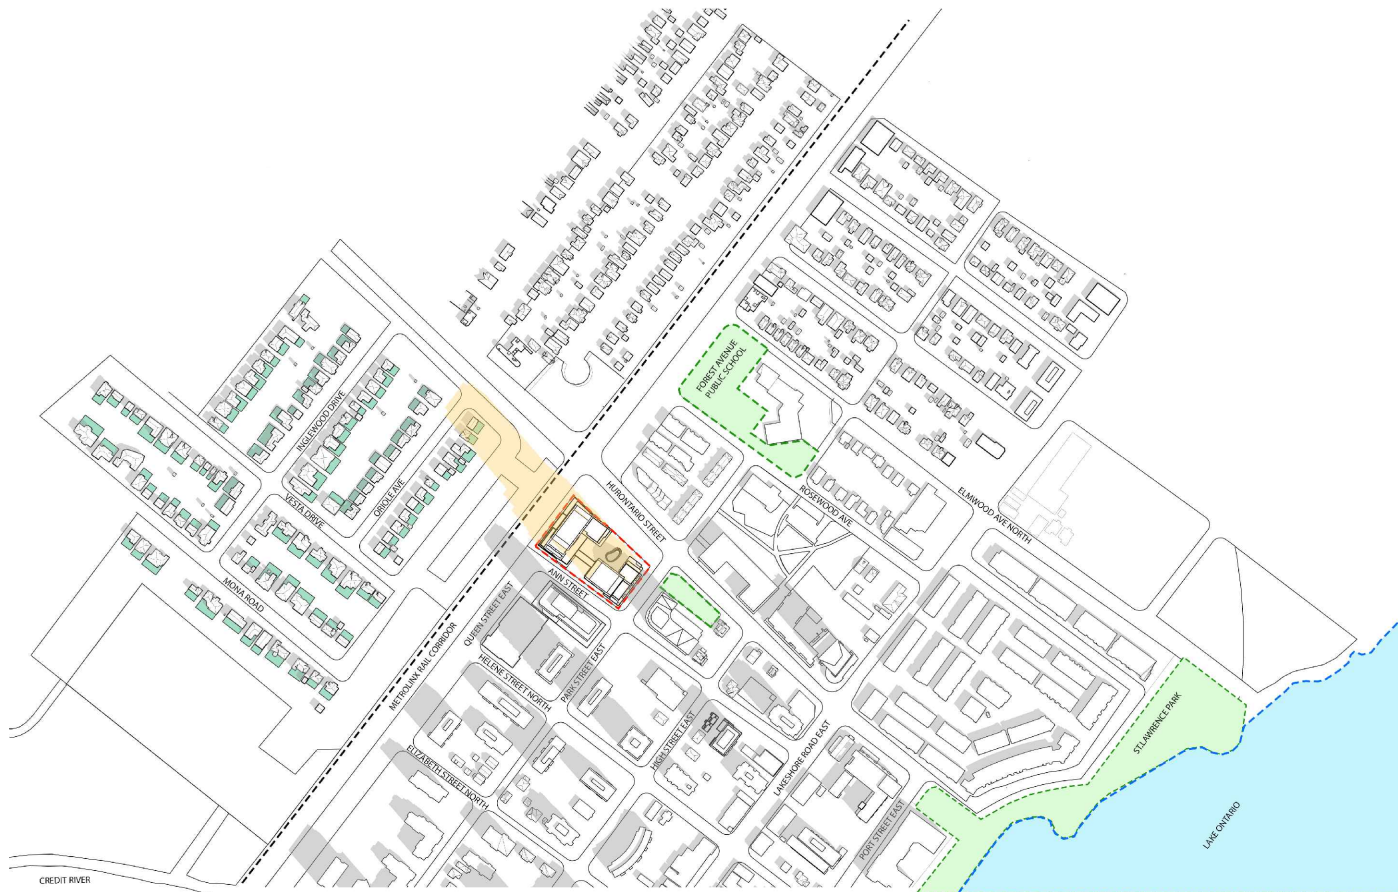 FOREST AVENUE
PUBLIC SCHOOL
INGLEWOOD DRIVE
ORIOLE AVE
VESTA DRIVE
HURONTARIO STREET
ROSEWOOD AVE
ELMWOOD AVE NORTH
MONA ROAD
ANN STREET
QUEEN STREET EAST
METROLINX RAIL CORRIDOR
HELENE STREET NORTH
PARK STREET EAST
HIGH STREET EAST
ELIZABETH STREET NORTH
LAKESHORE ROAD EAST
ST.LAWRENCE PARK
PORT STREET EAST
LAKE ONTARIO
CREDIT RIVER